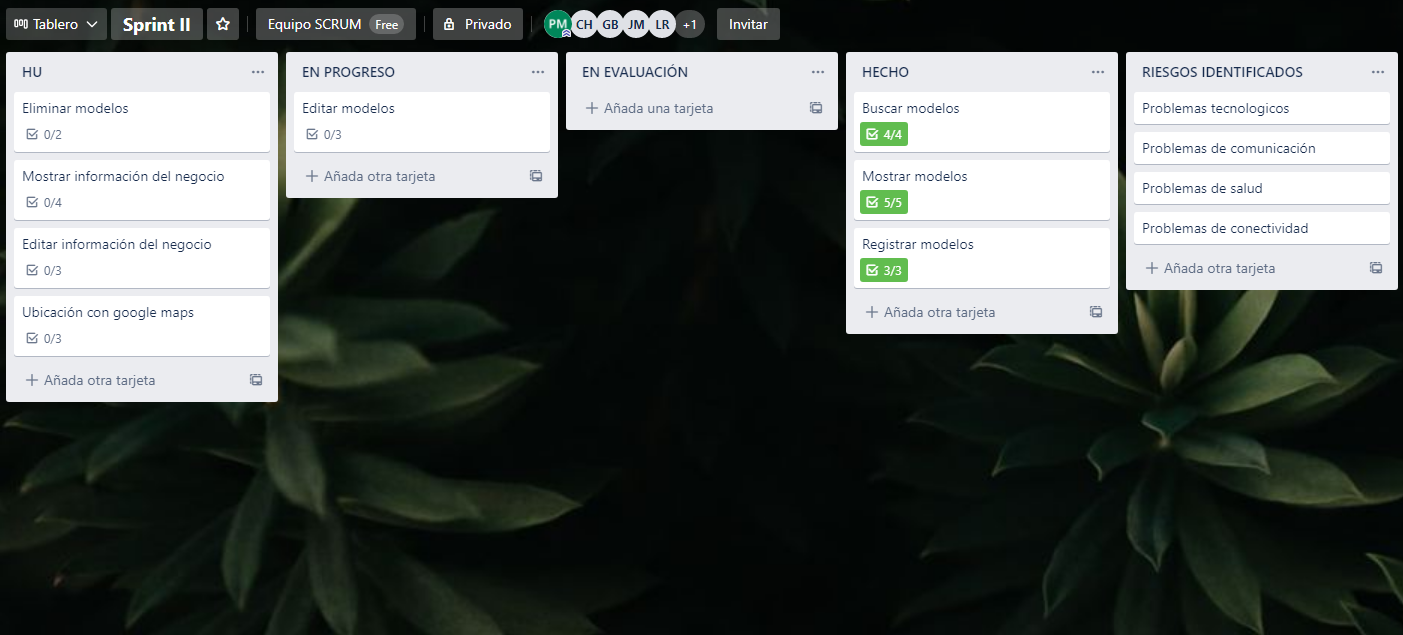 Tablero
Sprint II
Equipo SCRUM Free
Privado
PM CH GB JM LR +1
Invitar
HU
Eliminar modelos
0/2
Mostrar información del negocio
0/4
Editar información del negocio
0/3
Ubicación con google maps
0/3
Añada otra tarjeta
EN PROGRESO
Editar modelos
0/3
Añada otra tarjeta
EN EVALUACIÓN
Añada una tarjeta
HECHO
Buscar modelos
4/4
Mostrar modelos
5/5
Registrar modelos
3/3
Añada otra tarjeta
RIESGOS IDENTIFICADOS
Problemas tecnologicos
Problemas de comunicación
Problemas de salud
Problemas de conectividad
Añada otra tarjeta